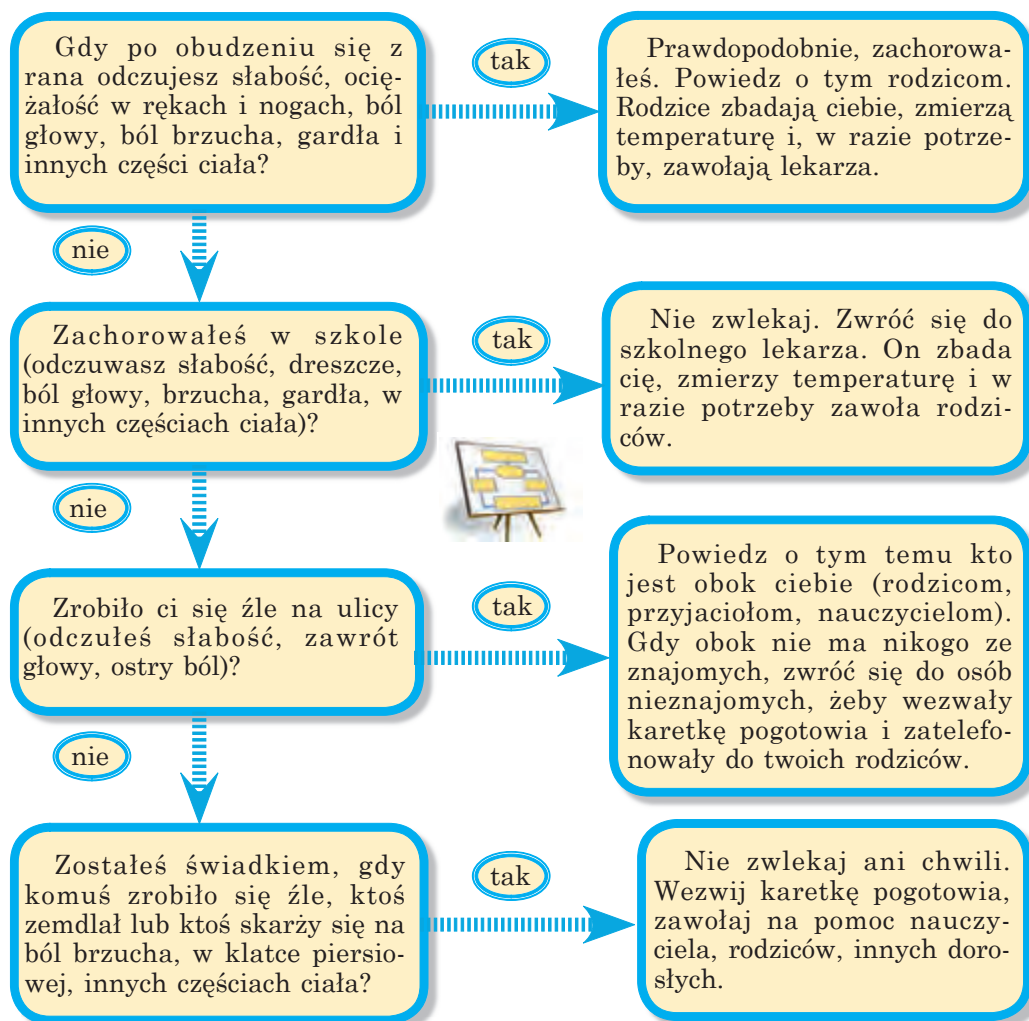 Gdy po obudzeniu się z
rana odczujesz słabość, ocię-
żałość w rękach i nogach, ból
głowy, ból brzucha, gardła i
innych części ciała?
tak
Prawdopodobnie, zachorowa-
łeś. Powiedz o tym rodzicom.
Rodzice zbadają ciebie, zmierzą
temperaturę i, w razie potrze-
by, zawołają lekarza.
nie
Zachorowałeś w szkole
(odczuwasz słabość, dreszcze,
ból głowy, brzucha, gardła, w
innych częściach ciała)?
tak
Nie zwlekaj. Zwróć się do
szkolnego lekarza. On zbada
cię, zmierzy temperaturę i w
razie potrzeby zawoła rodzi-
ców.
nie
Zrobiło ci się źle na ulicy
(odczułeś słabość, zawrót
głowy, ostry ból)?
tak
Powiedz o tym temu kto
jest obok ciebie (rodzicom,
przyjaciołom, nauczycielom).
Gdy obok nie ma nikogo ze
znajomych, zwróć się do osób
nieznajomych, żeby wezwały
karetkę pogotowia i zatelefo-
nowały do twoich rodziców.
nie
Zostałeś świadkiem, gdy
komuś zrobiło się źle, ktoś
zemdlał lub ktoś skarży się na
ból brzucha, w klatce piersio-
wej, innych częściach ciała?
tak
Nie zwlekaj ani chwili.
Wezwij karetkę pogotowia,
zawołaj na pomoc nauczy-
ciela, rodziców, innych doro-
słych.